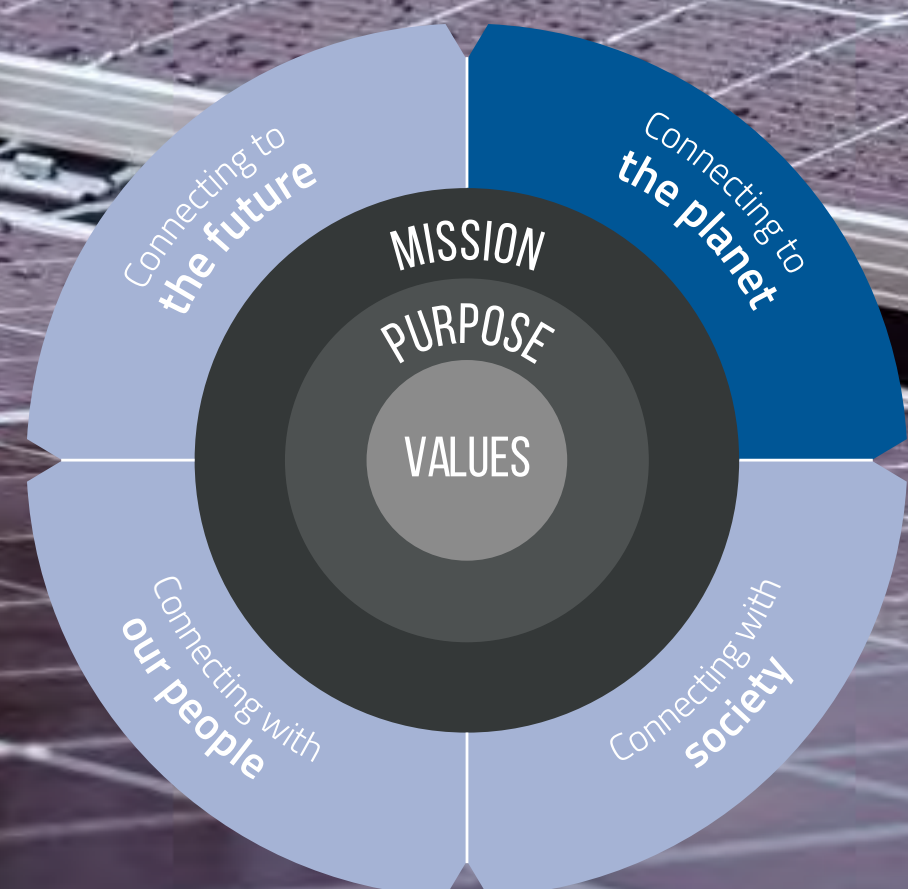 Connecting to
the future
Connecting to
the planet
MISSION
PURPOSE
VALUES
Connecting with
our people
Connecting with
society